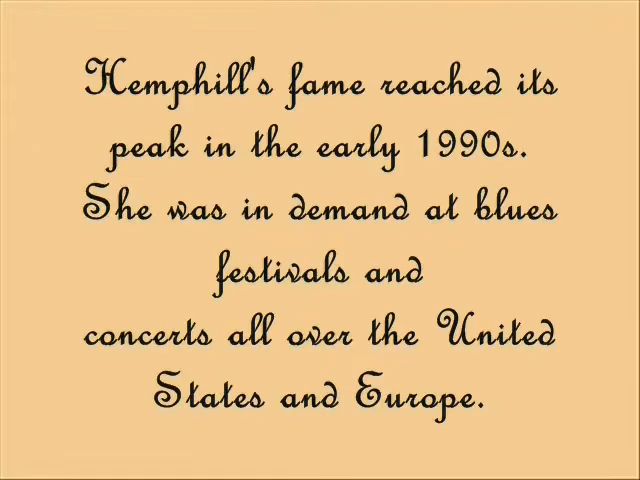 Hemphill's fame reached its
peak in the early 1990s.
She was in demand at blues
festivals and
concerts all over the United
States and Europe.